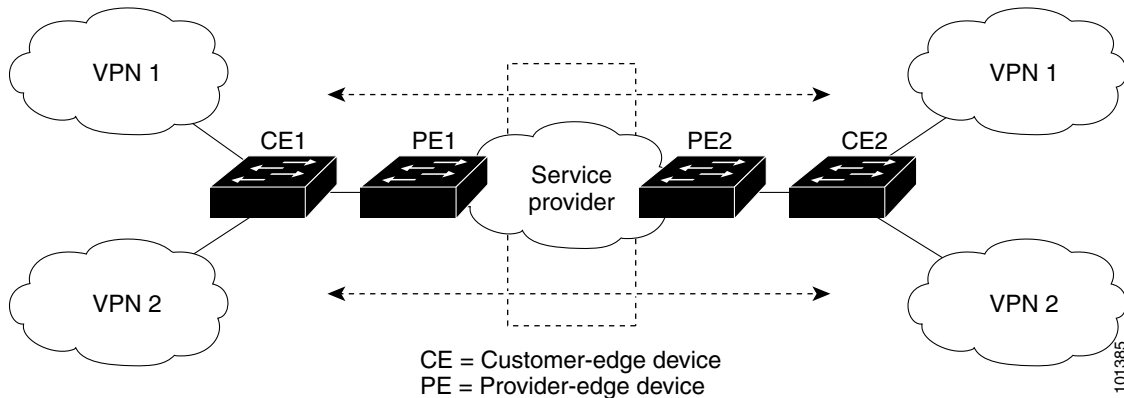 VPN 1
VPN 1
CE1
PE1
PE2
CE2
Service
provider
VPN 2
VPN 2
CE = Customer-edge device
PE = Provider-edge device
101385